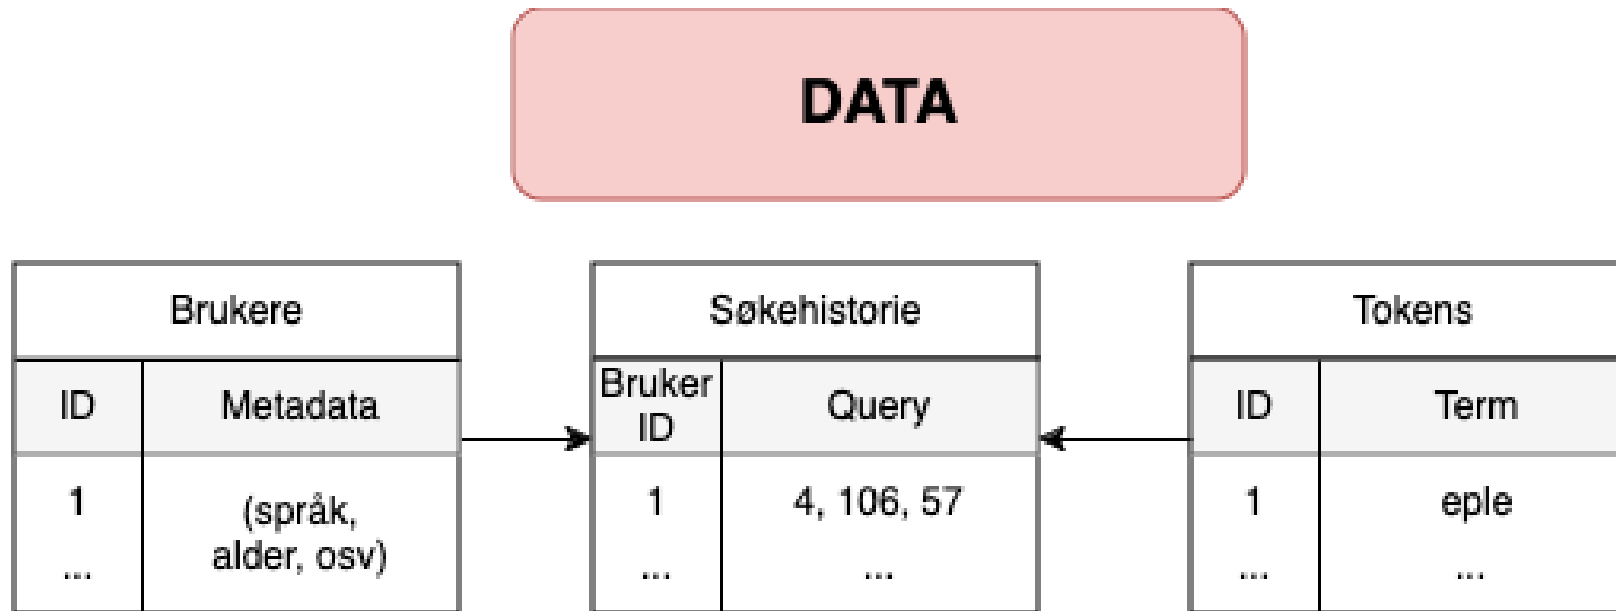 DATA
Brukere
ID
Metadata
1
(språk,
alder, osv)
...
Søkehistorie
Bruker
ID
Query
1
4, 106, 57
...
...
Tokens
ID
Term
1
eple
...
...